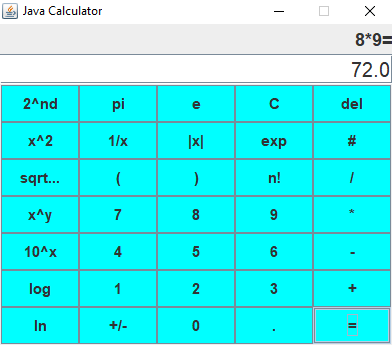 Java Calculator
8*9=
72.0
2^nd pi e C del
x^2 1/x |x| exp #
sqrt... ( ) n! /
x^y 7 8 9 *
10^x 4 5 6 -
log 1 2 3 +
ln +/- 0 . =